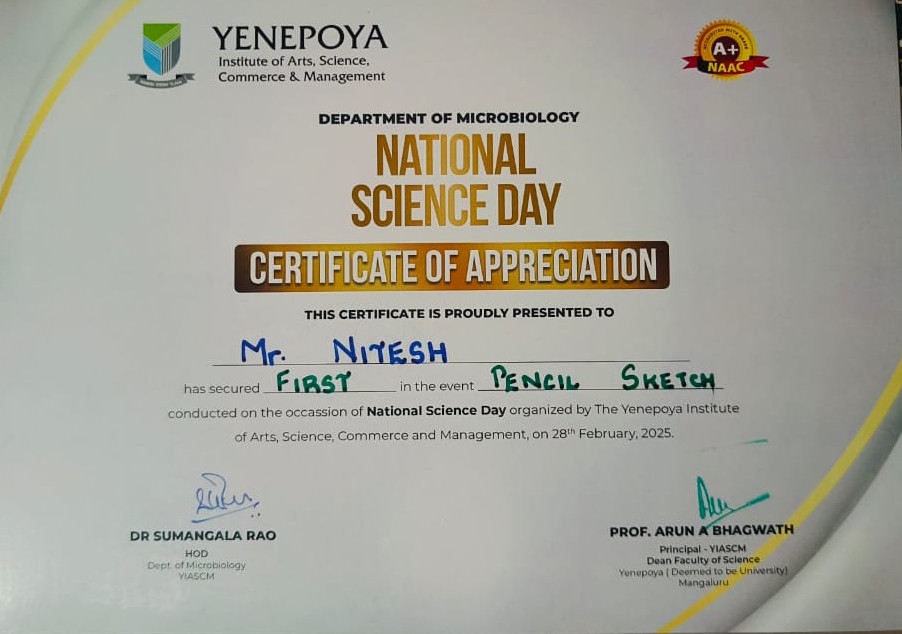 YENEPOYA
Institute of Arts, Science,
Commerce & Management
A+
NAAC
DEPARTMENT OF MICROBIOLOGY
NATIONAL
SCIENCE DAY
CERTIFICATE OF APPRECIATION
THIS CERTIFICATE IS PROUDLY PRESENTED TO
Mr. NITESH
has secured FIRST in the event PENCIL SKETCH
conducted on the occassion of National Science Day organized by The Yenepoya Institute
of Arts, Science, Commerce and Management, on 28th February, 2025.
DR SUMANGALA RAO
HOD
Dept. of Microbiology
YIASCM
PROF. ARUN A BHAGWATH
Principal - YIASCM
Dean Faculty of Science
Yenepoya ( Deemed to be University)
Mangaluru